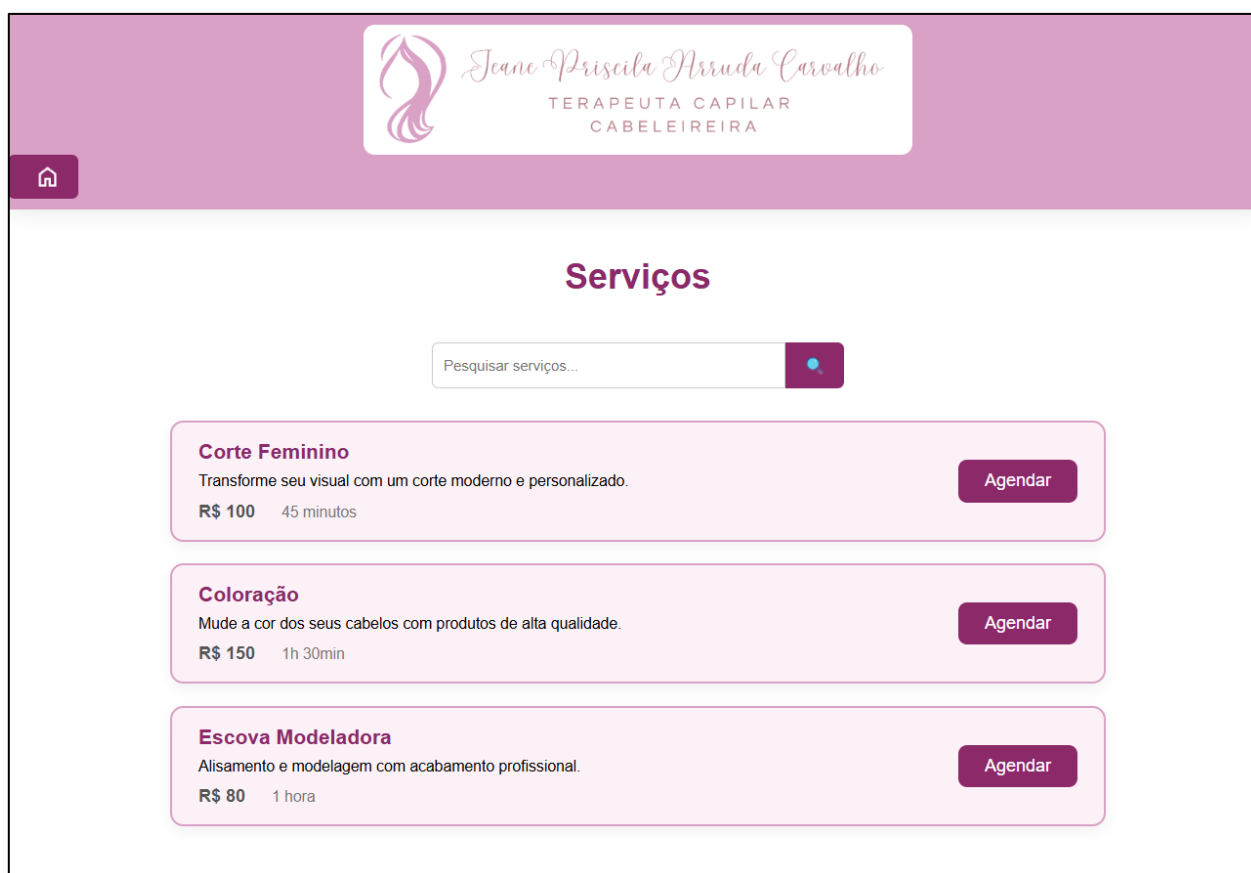 Jeane Priscila Arruda Carvalho
TERAPEUTA CAPILAR
CABELEIREIRA
Serviços
Pesquisar serviços...
Corte Feminino
Transforme seu visual com um corte moderno e personalizado.
R$ 100 45 minutos
Agendar
Coloração
Mude a cor dos seus cabelos com produtos de alta qualidade.
R$ 150 1h 30min
Agendar
Escova Modeladora
Alisamento e modelagem com acabamento profissional.
R$ 80 1 hora
Agendar